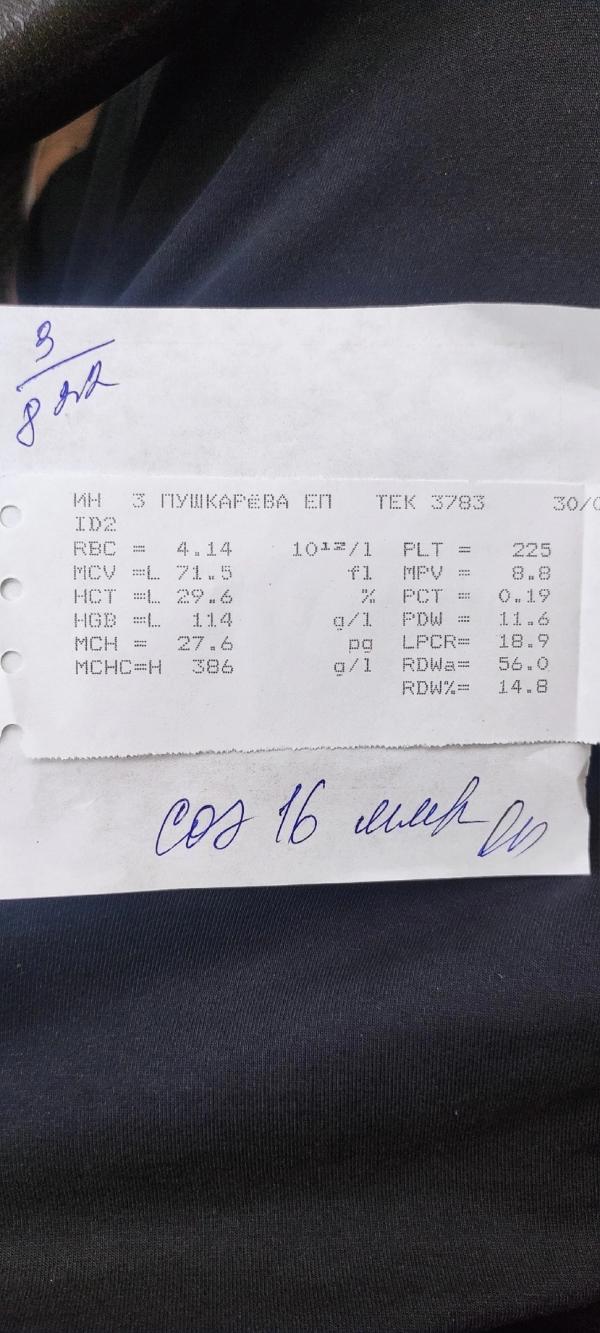 3
8
ИН 3 ПУШКАРЁВА ЕП ТЕК 3783 30/0
ID2
RBC = 4.14 10¹²/l PLT = 225
MCV =L 71.5 fl MPV = 8.8
HCT =L 29.6 % PCT = 0.19
HGB =L 114 g/l PDW = 11.6
MCH = 27.6 pg LPCR= 18.9
MCHC=H 386 g/l RDWa= 56.0
RDW%= 14.8
соэ 16 мм